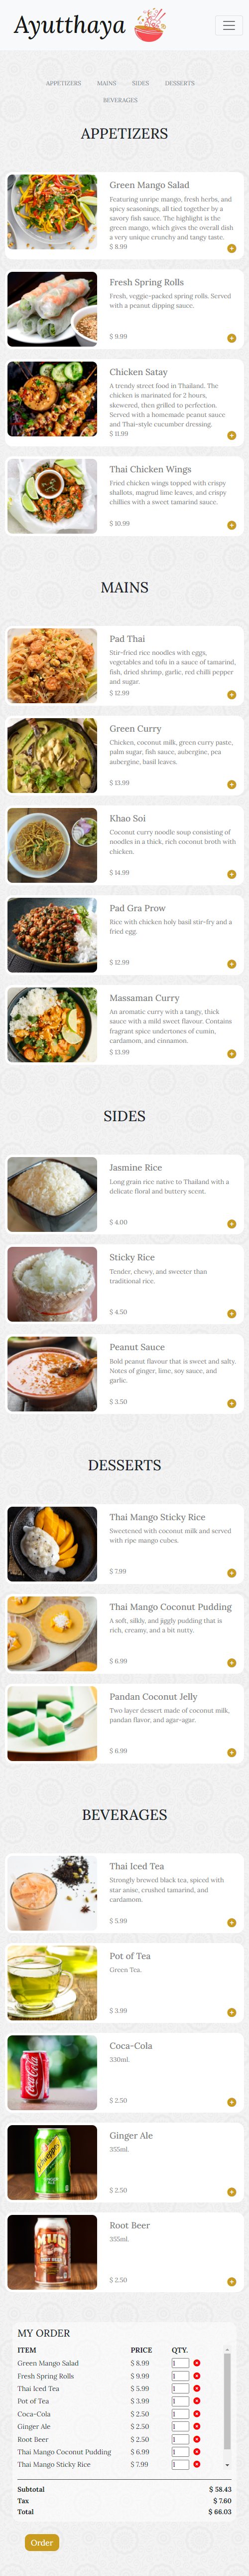 Ayutthaya
APPETIZERS MAINS SIDES DESSERTS
BEVERAGES
APPETIZERS
Green Mango Salad
Featuring unripe mango, fresh herbs, and
spicy seasonings, all tied together by a
savory fish sauce. The highlight is the
green mango, which gives the overall dish
a very unique crunchy and tangy taste.
$ 8.99
Fresh Spring Rolls
Fresh, veggie-packed spring rolls. Served
with a peanut dipping sauce.
$ 9.99
Chicken Satay
A trendy street food in Thailand. The
chicken is marinated for 2 hours,
skewered, then grilled to perfection.
Served with a homemade peanut sauce
and Thai-style cucumber dressing.
$ 11.99
Thai Chicken Wings
Fried chicken wings topped with crispy
shallots, magrud lime leaves, and crispy
chillies with a sweet tamarind sauce.
$ 10.99
MAINS
Pad Thai
Stir-fried rice noodles with eggs,
vegetables and tofu in a sauce of tamarind,
fish, dried shrimp, garlic, red chilli pepper
and sugar.
$ 12.99
Green Curry
Chicken, coconut milk, green curry paste,
palm sugar, fish sauce, aubergine, pea
aubergine, basil leaves.
$ 13.99
Khao Soi
Coconut curry noodle soup consisting of
noodles in a thick, rich coconut broth with
chicken.
$ 14.99
Pad Gra Prow
Rice with chicken holy basil stir-fry and a
fried egg.
$ 12.99
Massaman Curry
An aromatic curry with a tangy, thick
sauce with a mild sweet flavour. Contains
fragrant spice undertones of cumin,
cardamom, and cinnamon.
$ 13.99
SIDES
Jasmine Rice
Long grain rice native to Thailand with a
delicate floral and buttery scent.
$ 4.00
Sticky Rice
Tender, chewy, and sweeter than
traditional rice.
$ 4.50
Peanut Sauce
Bold peanut flavour that is sweet and salty.
Notes of ginger, lime, soy sauce, and
garlic.
$ 3.50
DESSERTS
Thai Mango Sticky Rice
Sweetened with coconut milk and served
with ripe mango cubes.
$ 7.99
Thai Mango Coconut Pudding
A soft, silkly, and jiggly pudding that is
rich, creamy, and a bit nutty.
$ 6.99
Pandan Coconut Jelly
Two layer dessert made of coconut milk,
pandan flavor, and agar-agar.
$ 6.99
BEVERAGES
Thai Iced Tea
Strongly brewed black tea, spiced with
star anise, crushed tamarind, and
cardamom.
$ 5.99
Pot of Tea
Green Tea.
$ 3.99
Coca-Cola
330ml.
$ 2.50
Ginger Ale
355ml.
$ 2.50
Root Beer
355ml.
$ 2.50
MY ORDER
ITEM PRICE QTY.
Green Mango Salad $ 8.99 1
Fresh Spring Rolls $ 9.99 1
Thai Iced Tea $ 5.99 1
Pot of Tea $ 3.99 1
Coca-Cola $ 2.50 1
Ginger Ale $ 2.50 1
Root Beer $ 2.50 1
Thai Mango Coconut Pudding $ 6.99 1
Thai Mango Sticky Rice $ 7.99 1
Subtotal $ 58.43
Tax $ 7.60
Total $ 66.03
Order